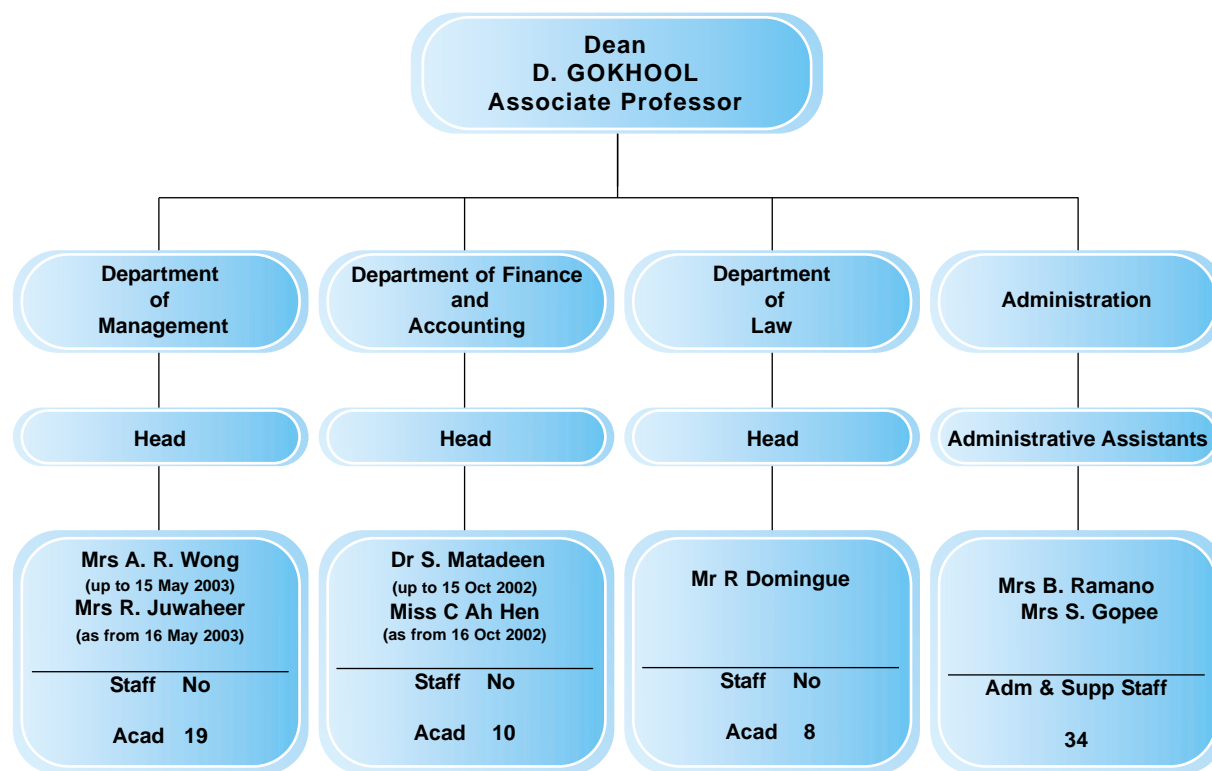 Dean
D. GOKHOOL
Associate Professor
Department
of
Management
Department of Finance
and
Accounting
Department
of
Law
Administration
Head
Head
Head
Administrative Assistants
Mrs A. R. Wong
(up to 15 May 2003)
Mrs R. Juwaheer
(as from 16 May 2003)
Staff No
Acad 19
Dr S. Matadeen
(up to 15 Oct 2002)
Miss C Ah Hen
(as from 16 Oct 2002)
Staff No
Acad 10
Mr R Domingue
Staff No
Acad 8
Mrs B. Ramano
Mrs S. Gopee
Adm & Supp Staff
34